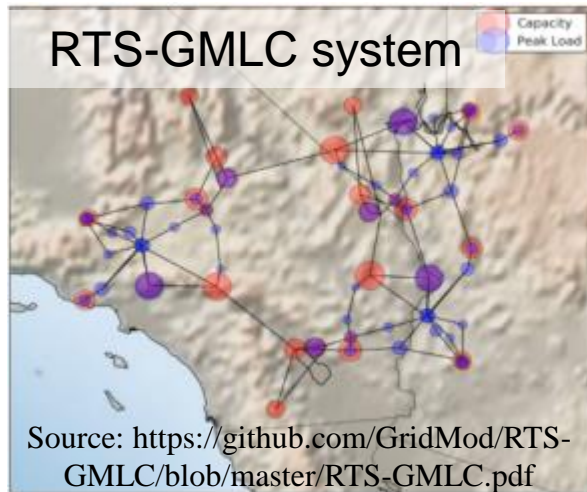 RTS-GMLC system
Capacity
Peak Load
Source: https://github.com/GridMod/RTS-
GMLC/blob/master/RTS-GMLC.pdf